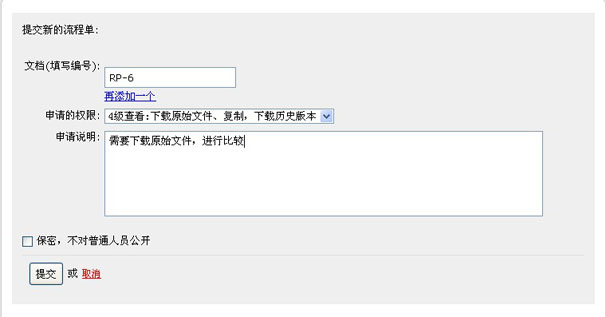 提交新的流程单:
文档(填写编号):
RP-6
再添加一个
申请的权限: 4级查看:下载原始文件、复制，下载历史版本
申请说明: 需要下载原始文件，进行比较
保密，不对普通人员公开
提交 或 取消